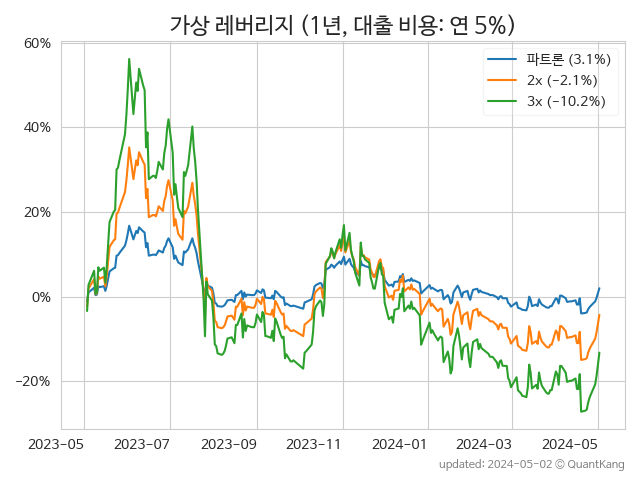 가상 레버리지 (1년, 대출 비용: 연 5%)
파트론 (3.1%)
2x (−2.1%)
3x (−10.2%)
60%
40%
20%
0%
−20%
2023-05 2023-07 2023-09 2023-11 2024-01 2024-03 2024-05
updated: 2024-05-02 © QuantKang